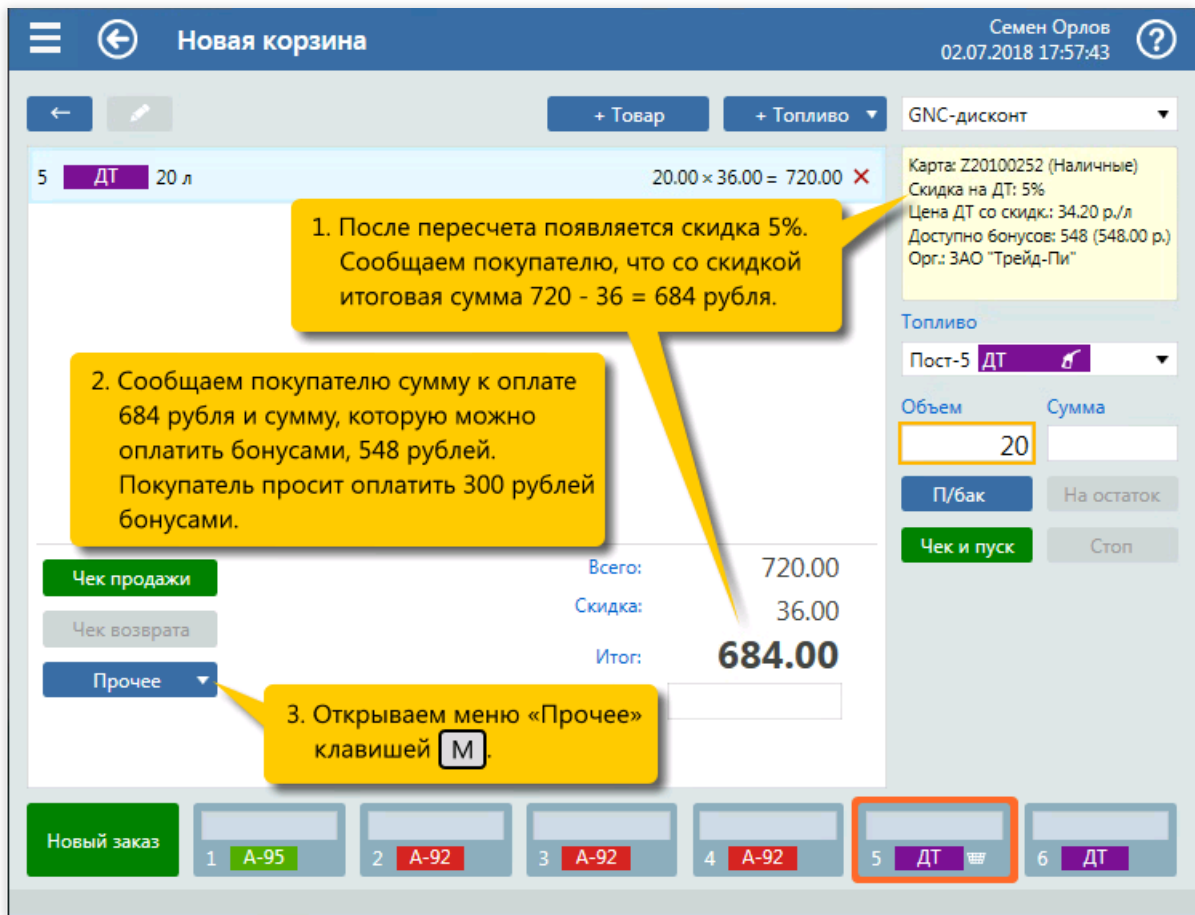 Новая корзина
Семен Орлов
02.07.2018 17:57:43
+ Товар
+ Топливо
GNC-дисконт
5 ДТ 20 л 20.00 × 36.00 = 720.00
Карта: Z20100252 (Наличные)
Скидка на ДТ: 5%
Цена ДТ со скидк.: 34.20 р./л
Доступно бонусов: 548 (548.00 р.)
Орг.: ЗАО "Трейд-Пи"
1. После пересчета появляется скидка 5%.
Сообщаем покупателю, что со скидкой
итоговая сумма 720 - 36 = 684 рубля.
Топливо
Пост-5 ДТ
Объем Сумма
20
П/бак На остаток
Чек и пуск Стоп
2. Сообщаем покупателю сумму к оплате
684 рубля и сумму, которую можно
оплатить бонусами, 548 рублей.
Покупатель просит оплатить 300 рублей
бонусами.
Чек продажи
Чек возврата
Прочее
Всего: 720.00
Скидка: 36.00
Итог: 684.00
3. Открываем меню «Прочее»
клавишей M.
Новый заказ
1 А-95
2 А-92
3 А-92
4 А-92
5 ДТ
6 ДТ